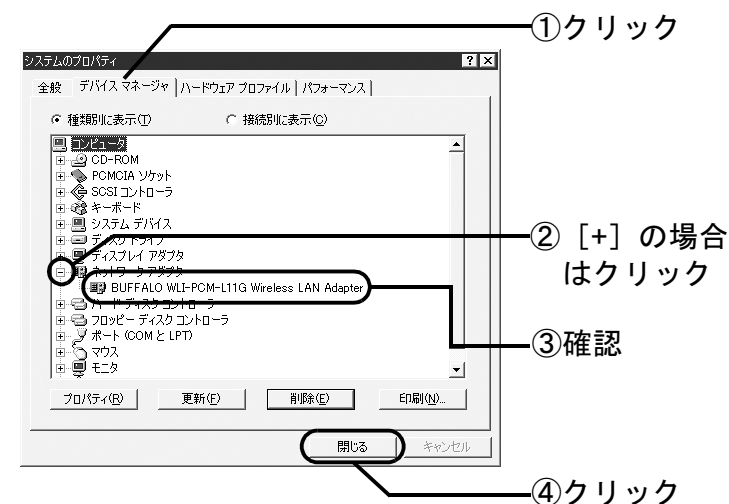 ①クリック
システムのプロパティ
全般 デバイス マネージャ ハードウェア プロファイル パフォーマンス
種類別に表示(T) 接続別に表示(C)
コンピュータ
CD-ROM
PCMCIA ソケット
SCSI コントローラ
キーボード
システム デバイス
ディスク ドライブ
ディスプレイ アダプタ
ネットワーク アダプタ
BUFFALO WLI-PCM-L11G Wireless LAN Adapter
ハード ディスク コントローラ
フロッピー ディスク コントローラ
ポート (COM と LPT)
マウス
モニタ
②［+］の場合
はクリック
③確認
プロパティ(R) 更新(F) 削除(E) 印刷(N)...
閉じる キャンセル
④クリック